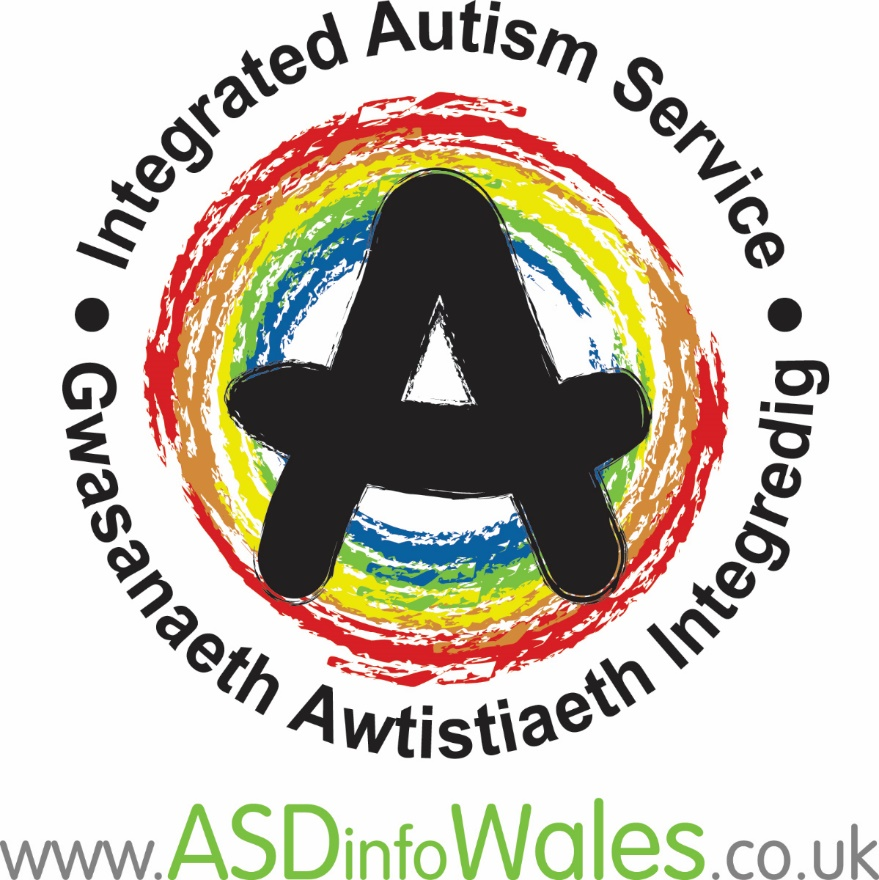 Integrated Autism Service
A
Gwasanaeth Awtistiaeth Integredig
www.ASDinfoWales.co.uk